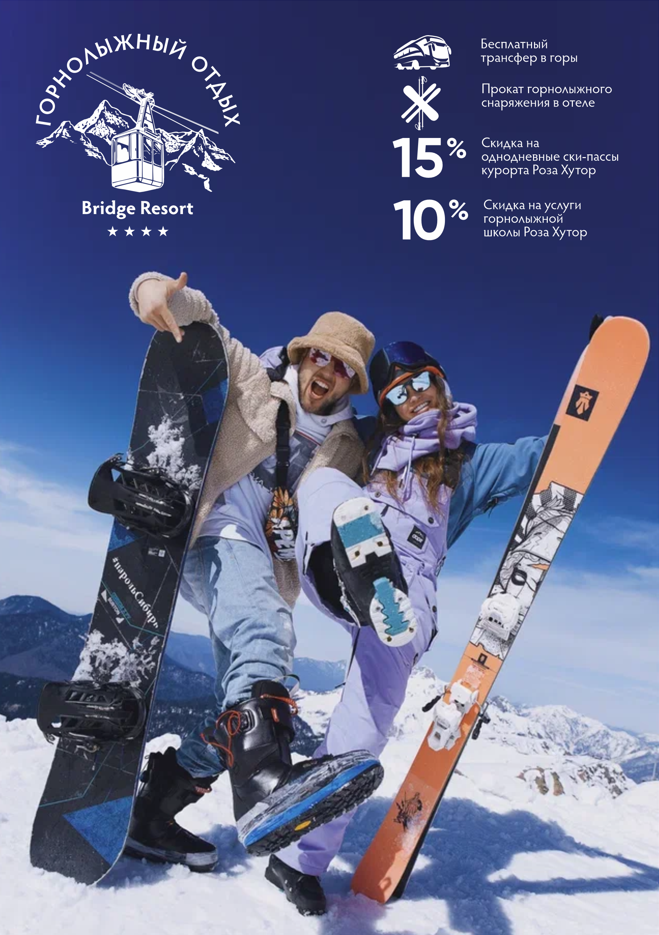 ГОРНОЛЫЖНЫЙ ОТДЫХ
Bridge Resort
Бесплатный
трансфер в горы
Прокат горнолыжного
снаряжения в отеле
15%
Скидка на
однодневные ски-пассы
курорта Роза Хутор
10%
Скидка на услуги
горнолыжной
школы Роза Хутор
#парольСибирь